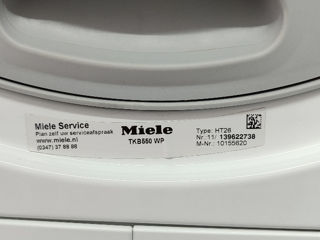 Miele Service
Plan zelf uw serviceafspraak
www.miele.nl
(0347) 37 88 88
Miele
TKB550 WP
Type: HT26
Nr. 11/ 139622738
M-Nr.: 10155620